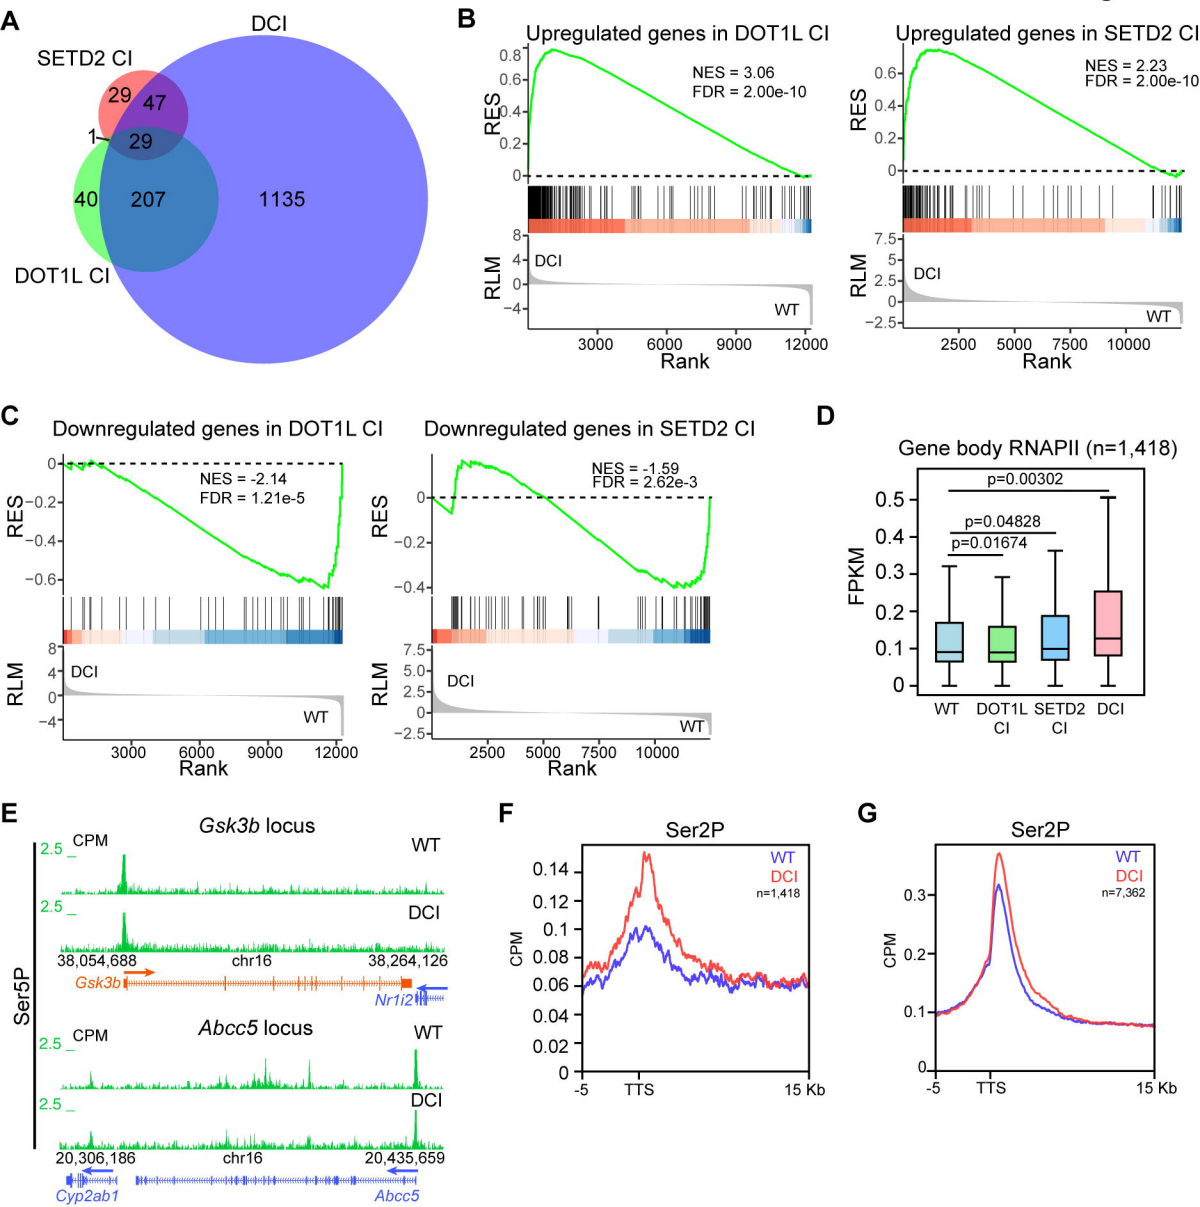 A
DCI
SETD2 CI
29
47
1
29
40
207
1135
DOT1L CI
B
Upregulated genes in DOT1L CI
NES = 3.06
FDR = 2.00e-10
RES
0.8
0.6
0.4
0.2
0
RLM
8
4
0
−4
DCI
WT
3000
6000
9000
12000
Rank
Upregulated genes in SETD2 CI
NES = 2.23
FDR = 2.00e-10
RES
0.6
0.4
0.2
0
RLM
7.5
5
2.5
0
−2.5
DCI
WT
2500
5000
7500
10000
Rank
C
Downregulated genes in DOT1L CI
NES = -2.14
FDR = 1.21e-5
RES
0
−0.2
−0.4
−0.6
RLM
8
4
0
−4
DCI
WT
3000
6000
9000
12000
Rank
Downregulated genes in SETD2 CI
NES = -1.59
FDR = 2.62e-3
RES
0
−0.2
−0.4
RLM
7.5
5.0
2.5
0
−2.5
DCI
WT
2500
5000
7500
10000
Rank
D
Gene body RNAPII (n=1,418)
p=0.00302
p=0.04828
p=0.01674
FPKM
0.5
0.4
0.3
0.2
0.1
0
WT
DOT1L
CI
SETD2
CI
DCI
E
Ser5P
Gsk3b locus
CPM
WT
2.5
DCI
2.5
38,054,688
chr16
38,264,126
Gsk3b
Nr1i2
Abcc5 locus
CPM
WT
2.5
DCI
2.5
20,306,186
chr16
20,435,659
Cyp2ab1
Abcc5
F
Ser2P
WT
DCI
n=1,418
CPM
0.14
0.12
0.1
0.08
0.06
0.04
0.02
0
-5
TTS
15 Kb
G
Ser2P
WT
DCI
n=7,362
CPM
0.3
0.2
0.1
0
-5
TTS
15 Kb